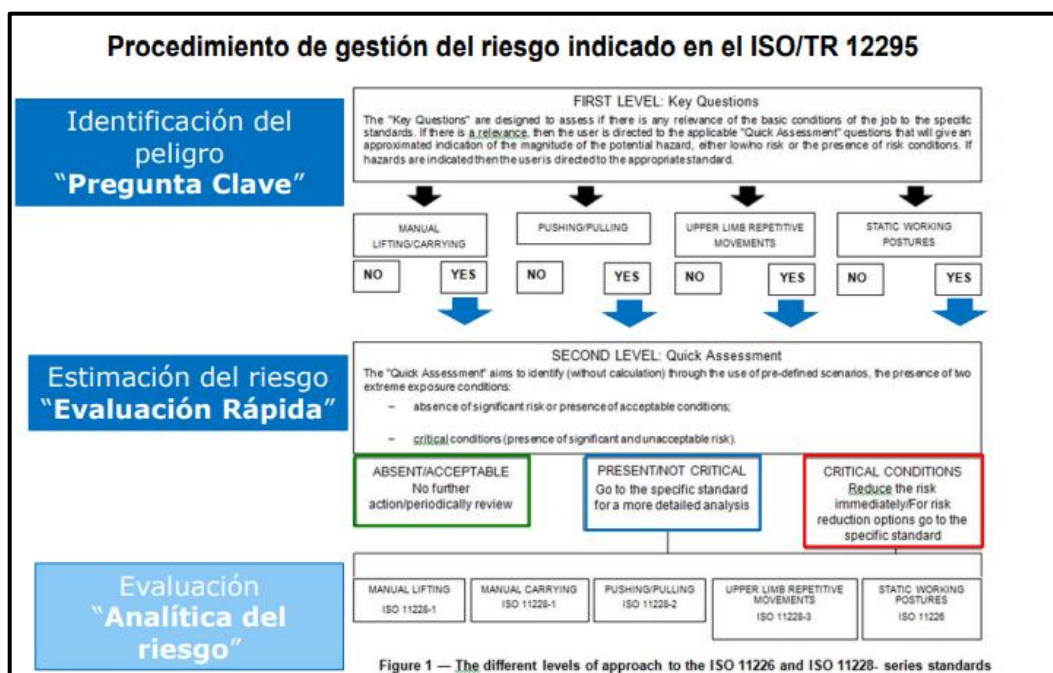 Procedimiento de gestión del riesgo indicado en el ISO/TR 12295
Identificación del
peligro
“Pregunta Clave”
FIRST LEVEL: Key Questions
The "Key Questions" are designed to assess if there is any relevance of the basic conditions of the job to the specific
standards. If there is a relevance, then the user is directed to the applicable "Quick Assessment" questions that will give an
approximated indication of the magnitude of the potential hazard, either low/no risk or the presence of risk conditions. If
hazards are indicated then the user is directed to the appropriate standard.
MANUAL
LIFTING/CARRYING
PUSHING/PULLING
UPPER LIMB REPETITIVE
MOVEMENTS
STATIC WORKING
POSTURES
NO YES NO YES NO YES NO YES
Estimación del riesgo
“Evaluación Rápida”
SECOND LEVEL: Quick Assessment
The "Quick Assessment" aims to identify (without calculation) through the use of pre-defined scenarios, the presence of two
extreme exposure conditions:
– absence of significant risk or presence of acceptable conditions;
– critical conditions (presence of significant and unacceptable risk).
ABSENT/ACCEPTABLE
No further
action/periodically review
PRESENT/NOT CRITICAL
Go to the specific standard
for a more detailed analysis
CRITICAL CONDITIONS
Reduce the risk
immediately/For risk
reduction options go to the
specific standard
Evaluación
“Analítica del
riesgo”
MANUAL LIFTING
ISO 11228-1
MANUAL CARRYING
ISO 11228-1
PUSHING/PULLING
ISO 11228-2
UPPER LIMB REPETITIVE
MOVEMENTS
ISO 11228-3
STATIC WORKING
POSTURES
ISO 11226
Figure 1 — The different levels of approach to the ISO 11226 and ISO 11228- series standards